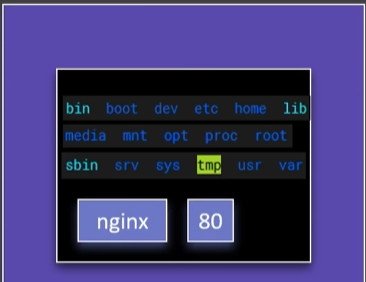 bin boot dev etc home lib
media mnt opt proc root
sbin srv sys tmp usr var
nginx 80